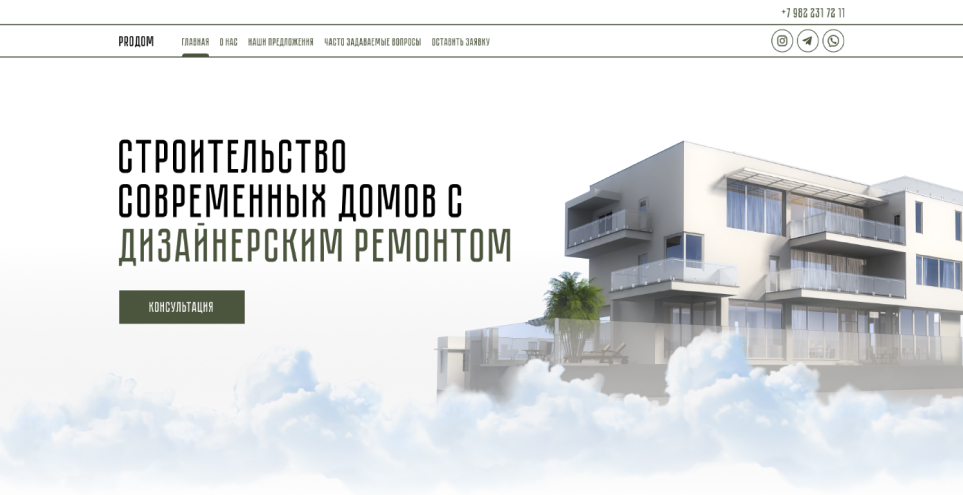 +7 982 231 72 11
PRODOM
ГЛАВНАЯ О НАС НАШИ ПРЕДЛОЖЕНИЯ ЧАСТО ЗАДАВАЕМЫЕ ВОПРОСЫ ОСТАВИТЬ ЗАЯВКУ
СТРОИТЕЛЬСТВО
СОВРЕМЕННЫХ ДОМОВ С
ДИЗАЙНЕРСКИМ РЕМОНТОМ
КОНСУЛЬТАЦИЯ